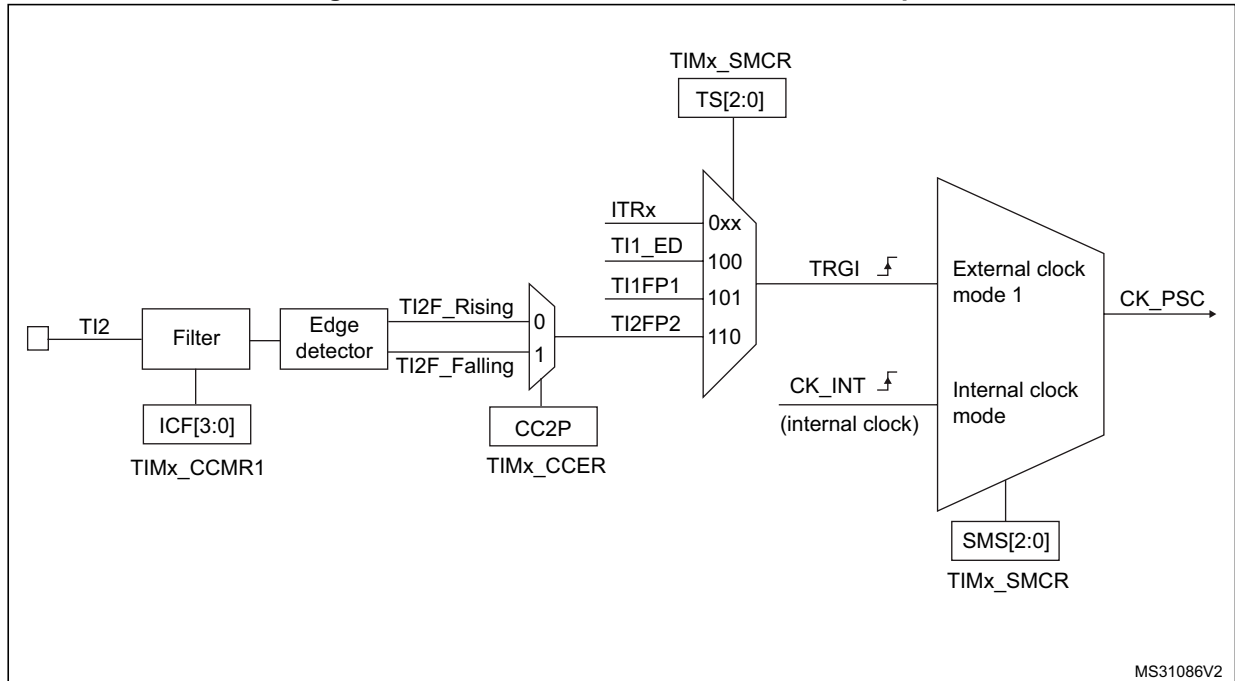 TIMx_SMCR
TS[2:0]
ITRx
0xx
TI1_ED
100
TI1FP1
101
TI2FP2
110
TRGI
External clock
mode 1
CK_PSC
TI2
Filter
Edge
detector
TI2F_Rising
0
TI2F_Falling
1
CK_INT
(internal clock)
Internal clock
mode
ICF[3:0]
TIMx_CCMR1
CC2P
TIMx_CCER
SMS[2:0]
TIMx_SMCR
MS31086V2